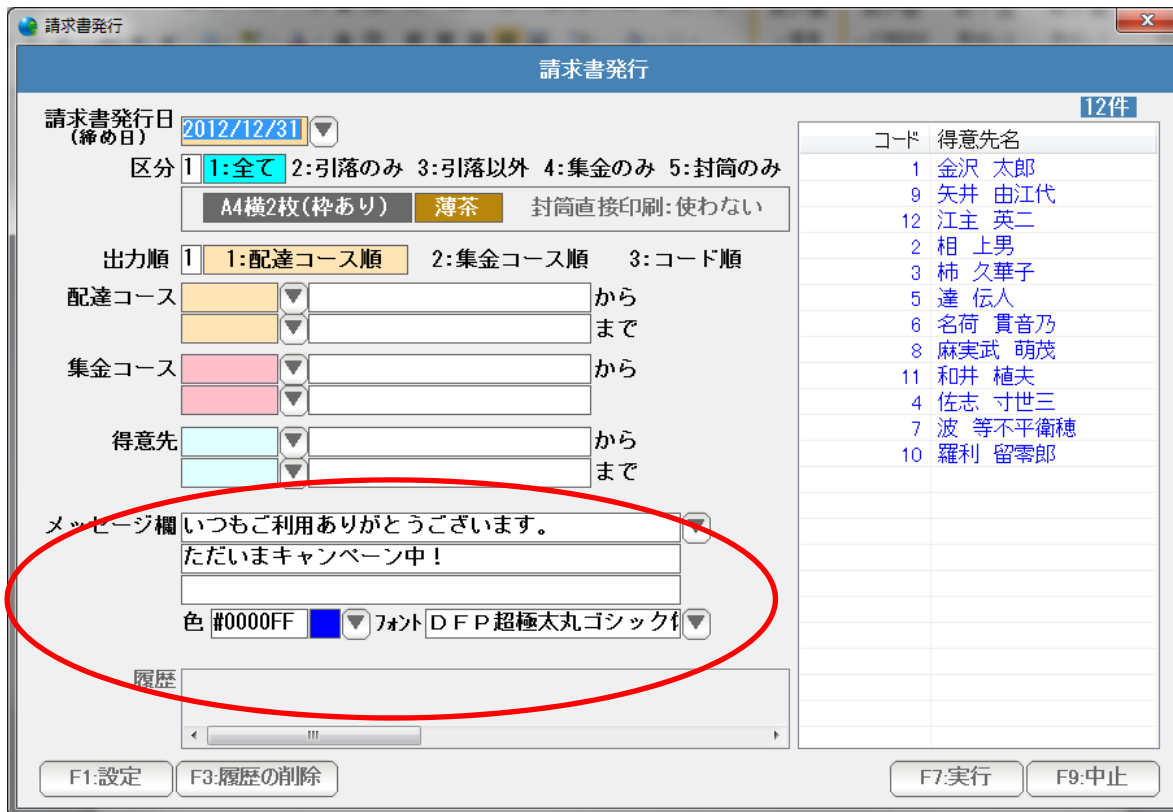 請求書発行
x
請求書発行
12件
請求書発行日
(締め日)
2012/12/31
区分 1 1:全て 2:引落のみ 3:引落以外 4:集金のみ 5:封筒のみ
A4横2枚(枠あり) 薄茶 封筒直接印刷:使わない
出力順 1 1:配達コース順 2:集金コース順 3:コード順
配達コース から
まで
集金コース から
得意先 から
まで
メッセージ欄 いつもご利用ありがとうございます。
ただいまキャンペーン中！
色 #0000FF ﾌｫﾝﾄ ＤＦＰ超極太丸ゴシック
履歴
コード 得意先名
1 金沢 太郎
9 矢井 由江代
12 江主 英二
2 相 上男
3 柿 久華子
5 達 伝人
6 名荷 貫音乃
8 麻実武 萌茂
11 和井 植夫
4 佐志 寸世三
7 波 等不平衛穂
10 羅利 留零郎
F1:設定 F3:履歴の削除 F7:実行 F9:中止